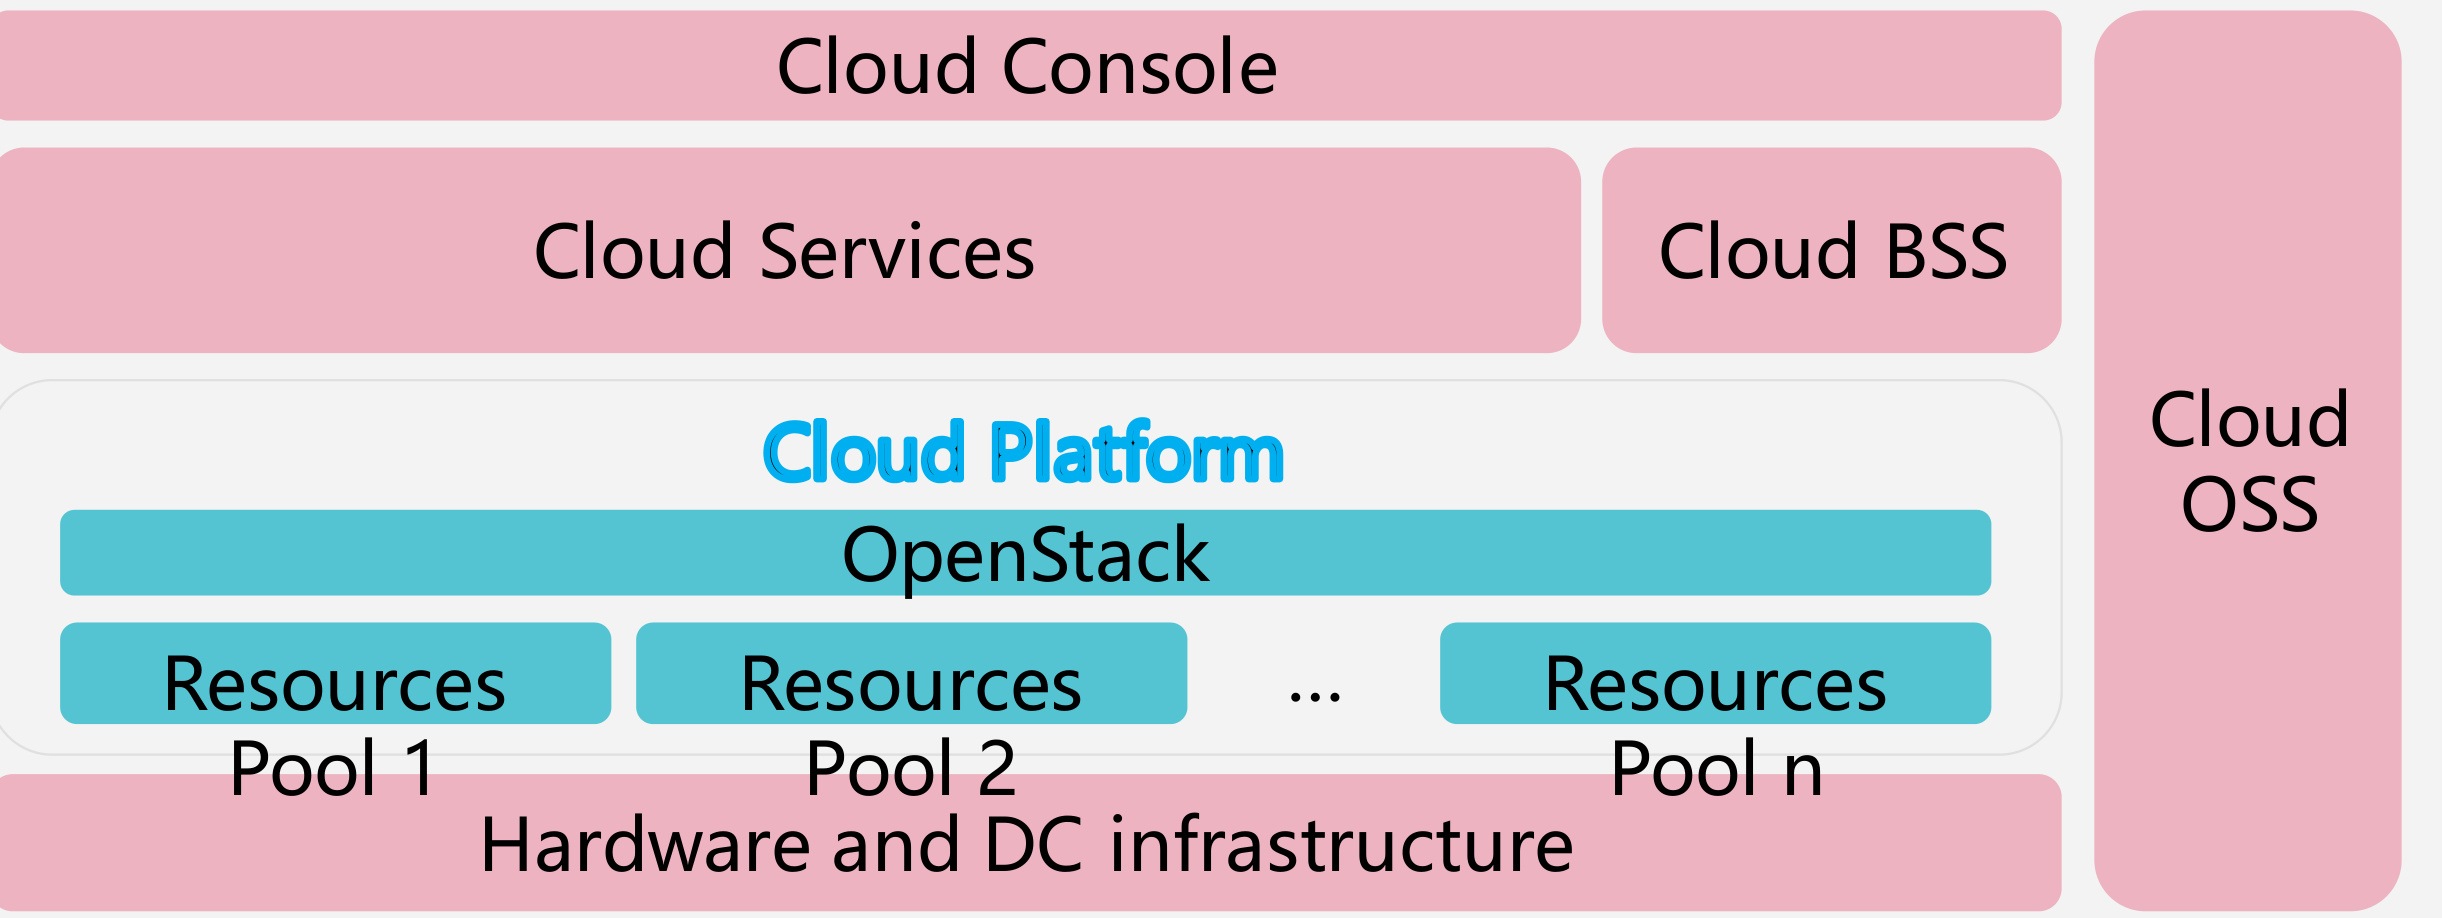 Cloud Console
Cloud Services
Cloud BSS
Cloud
OSS
Cloud Platform
OpenStack
Resources
Pool 1
Resources
Pool 2
...
Resources
Pool n
Hardware and DC infrastructure